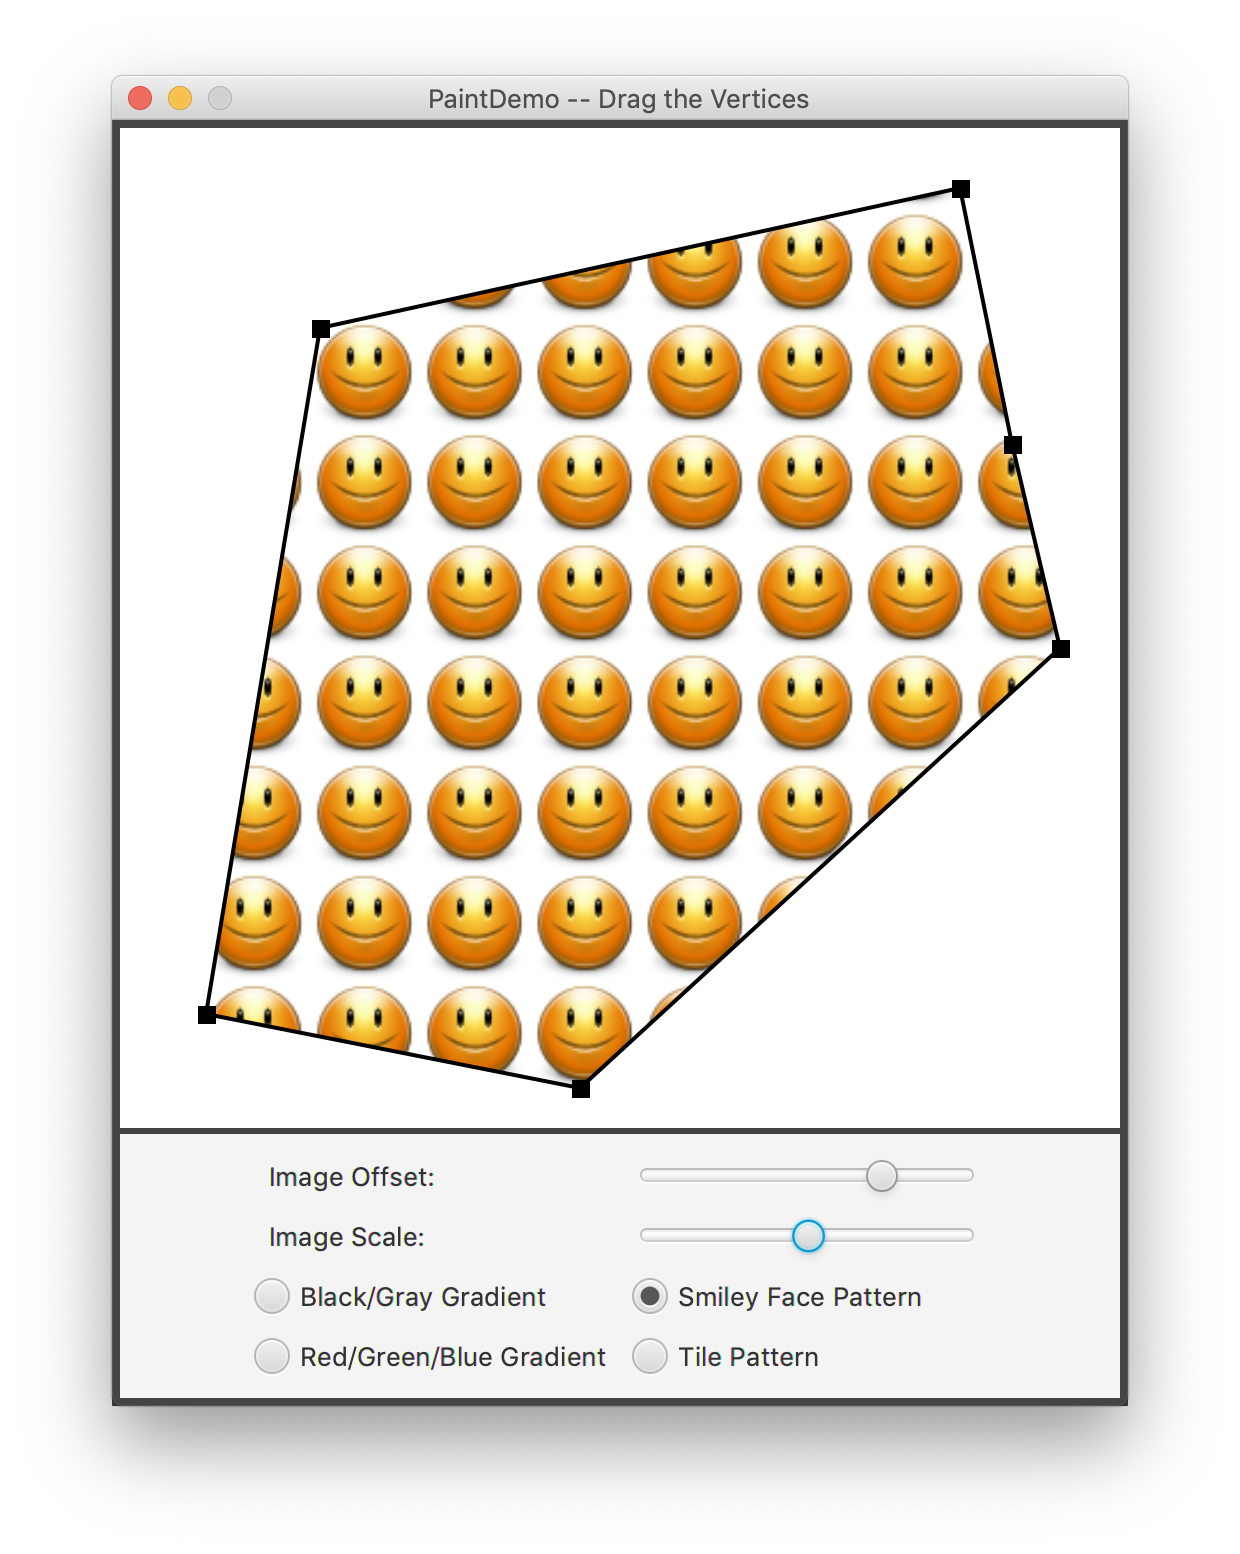 PaintDemo -- Drag the Vertices
Image Offset:
Image Scale:
Black/Gray Gradient
Smiley Face Pattern
Red/Green/Blue Gradient
Tile Pattern